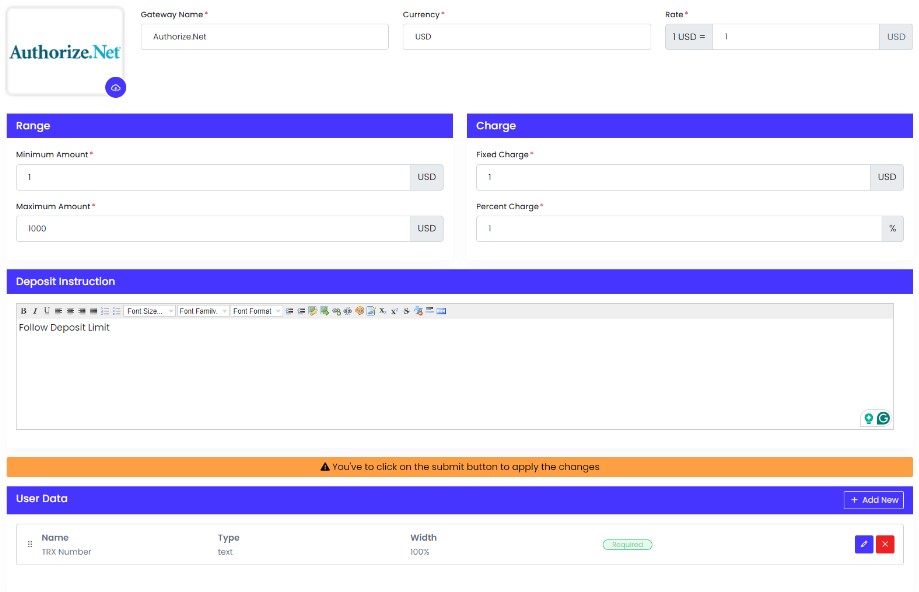 Authorize.Net
Gateway Name*
Authorize.Net
Currency*
USD
Rate*
1 USD =
1
USD
Range
Minimum Amount*
1
USD
Maximum Amount*
1000
USD
Charge
Fixed Charge*
1
USD
Percent Charge*
1
%
Deposit Instruction
B I U Font Size... Font Family. Font Format
Follow Deposit Limit
You've to click on the submit button to apply the changes
User Data
+ Add New
Name Type Width
TRX Number text 100%
Required